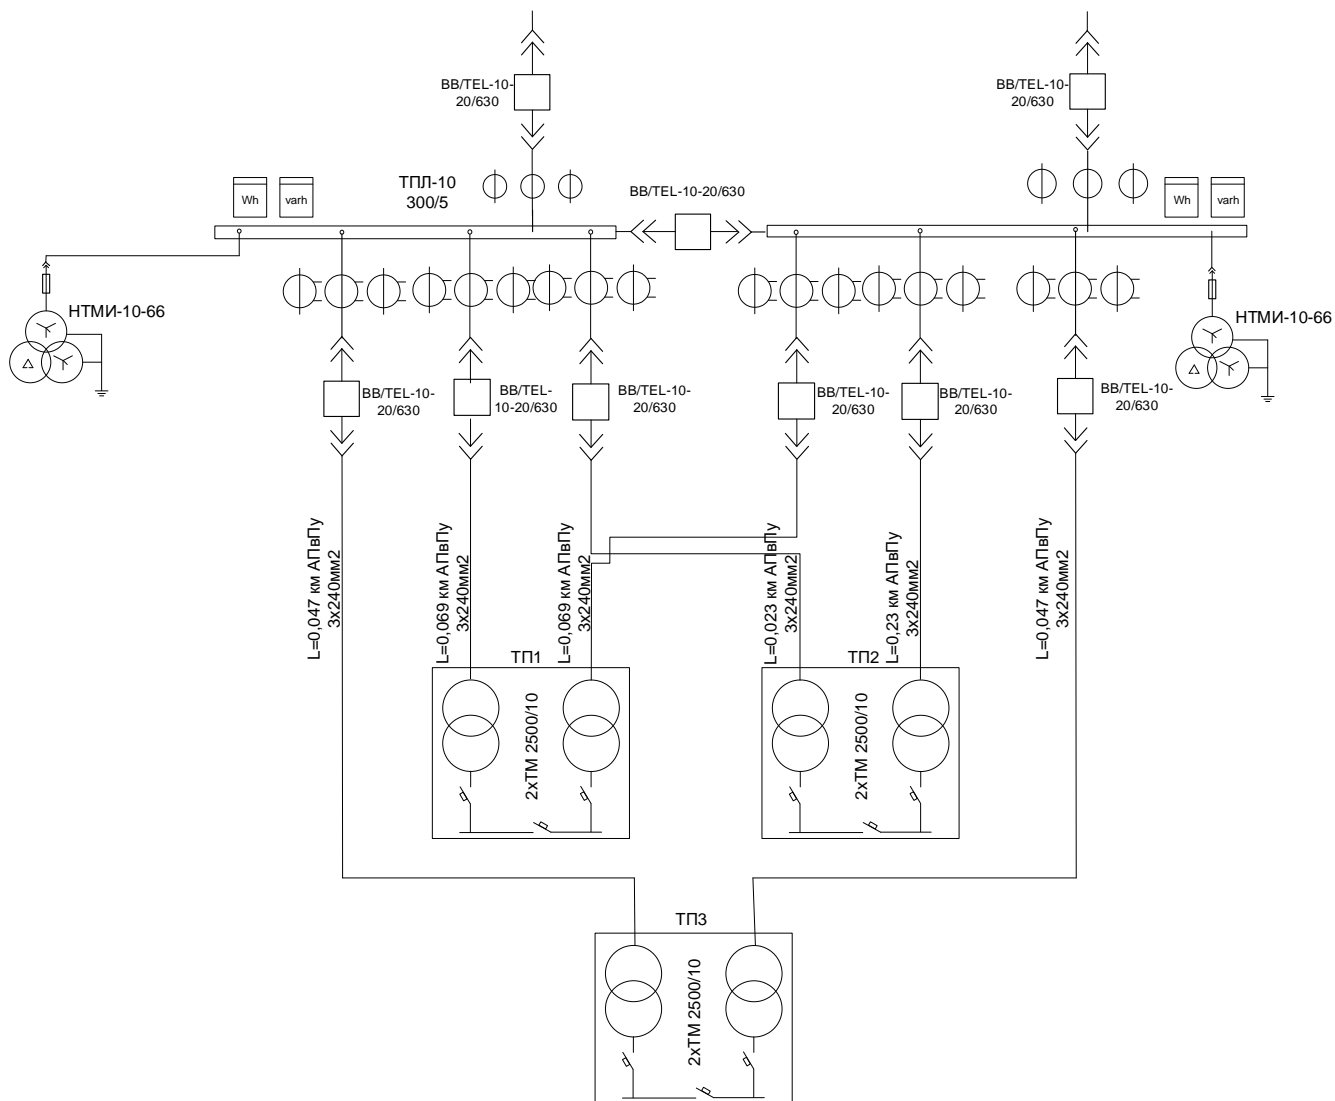 ВВ/TEL-10-
20/630
ВВ/TEL-10-
20/630
Wh
varh
ТПЛ-10
300/5
ВВ/TEL-10-20/630
Wh
varh
НТМИ-10-66
НТМИ-10-66
ВВ/TEL-10-
20/630
ВВ/TEL-
10-20/630
ВВ/TEL-10-
20/630
ВВ/TEL-10-
20/630
ВВ/TEL-10-
20/630
ВВ/TEL-10-
20/630
L=0,047 км АПвПу
3х240мм2
L=0,069 км АПвПу
3х240мм2
L=0,069 км АПвПу
3х240мм2
L=0,023 км АПвПу
3х240мм2
L=0,23 км АПвПу
3х240мм2
L=0,047 км АПвПу
3х240мм2
ТП1
2хТМ 2500/10
ТП2
2хТМ 2500/10
ТП3
2хТМ 2500/10